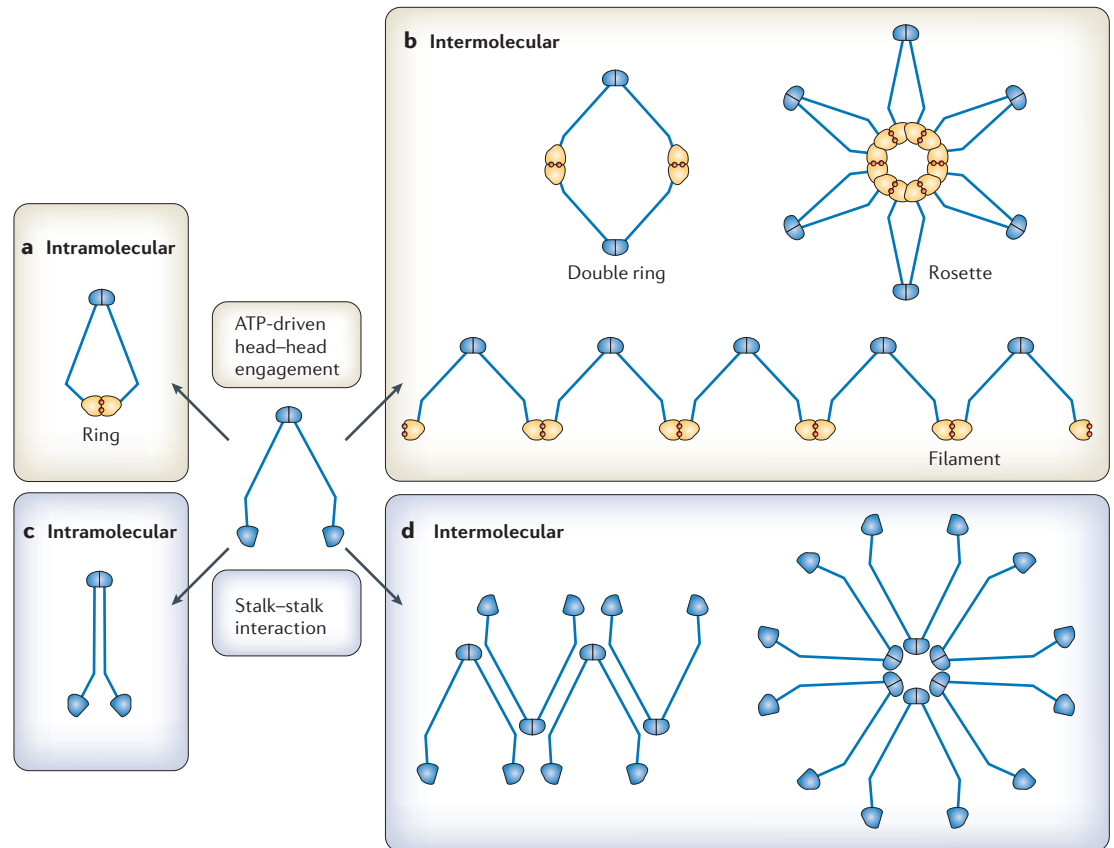 b Intermolecular
Double ring
Rosette
Filament
a Intramolecular
Ring
ATP-driven
head–head
engagement
c Intramolecular
Stalk–stalk
interaction
d Intermolecular